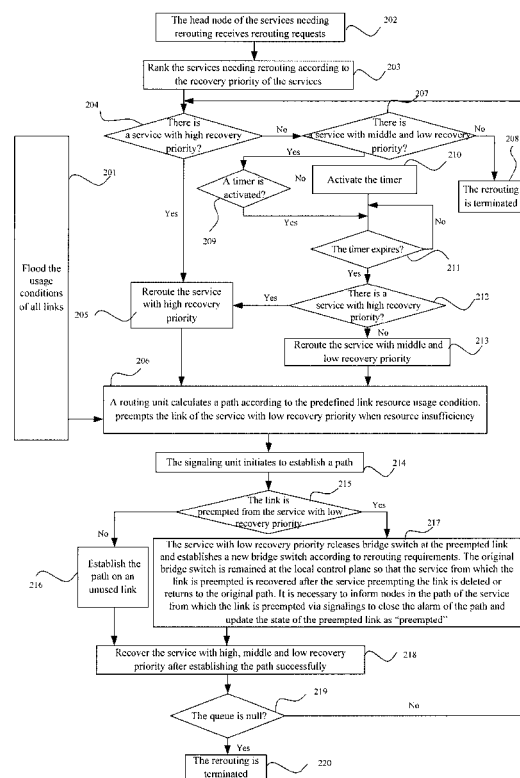 The head node of the services needing
rerouting receives rerouting requests
202
Rank the services needing rerouting according to
the recovery priority of the services
203
204
There is
a service with high recovery
priority?
No
207
There is
a service with middle and low recovery
priority?
No
208
The rerouting
is terminated
Yes
210
Activate the timer
A timer is
activated?
No
209
Yes
No
The timer expires?
211
Yes
201
Flood the
usage
conditions
of all links
Yes
205
Reroute the service
with high recovery
priority
Yes
There is a
service with high recovery
priority?
212
No
213
Reroute the service with middle and
low recovery priority
206
A routing unit calculates a path according to the predefined link resource usage condition,
preempts the link of the service with low recovery priority when resource insufficiency
The signaling unit initiates to establish a path
214
215
The link is
preempted from the service with low
recovery priority?
Yes
217
No
216
Establish the
path on an
unused link
The service with low recovery priority releases bridge switch at the preempted link
and establishes a new bridge switch according to rerouting requirements. The original
bridge switch is remained at the local control plane so that the service from which the
link is preempted is recovered after the service preempting the link is deleted or
returns to the original path. It is necessary to inform nodes in the path of the
service from which the link is preempted via signalings to close the alarm of the path and
update the state of the preempted link as “preempted”
Recover the service with high, middle and low recovery
priority after establishing the path successfully
218
219
The queue is null?
No
Yes
The rerouting is
terminated
220